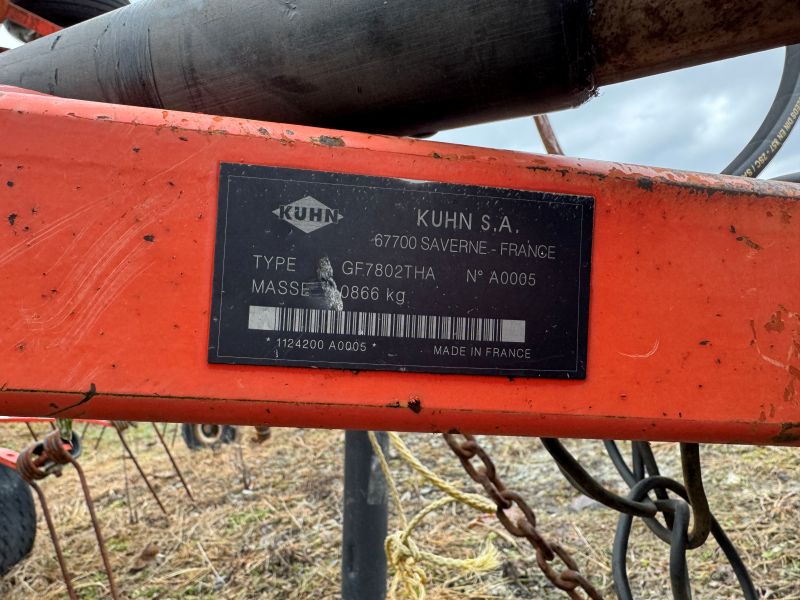 KUHN
KUHN S.A.
67700 SAVERNE - FRANCE
TYPE GF7802THA N° A0005
MASSE 0866 kg
* 1124200 A0005 *
MADE IN FRANCE